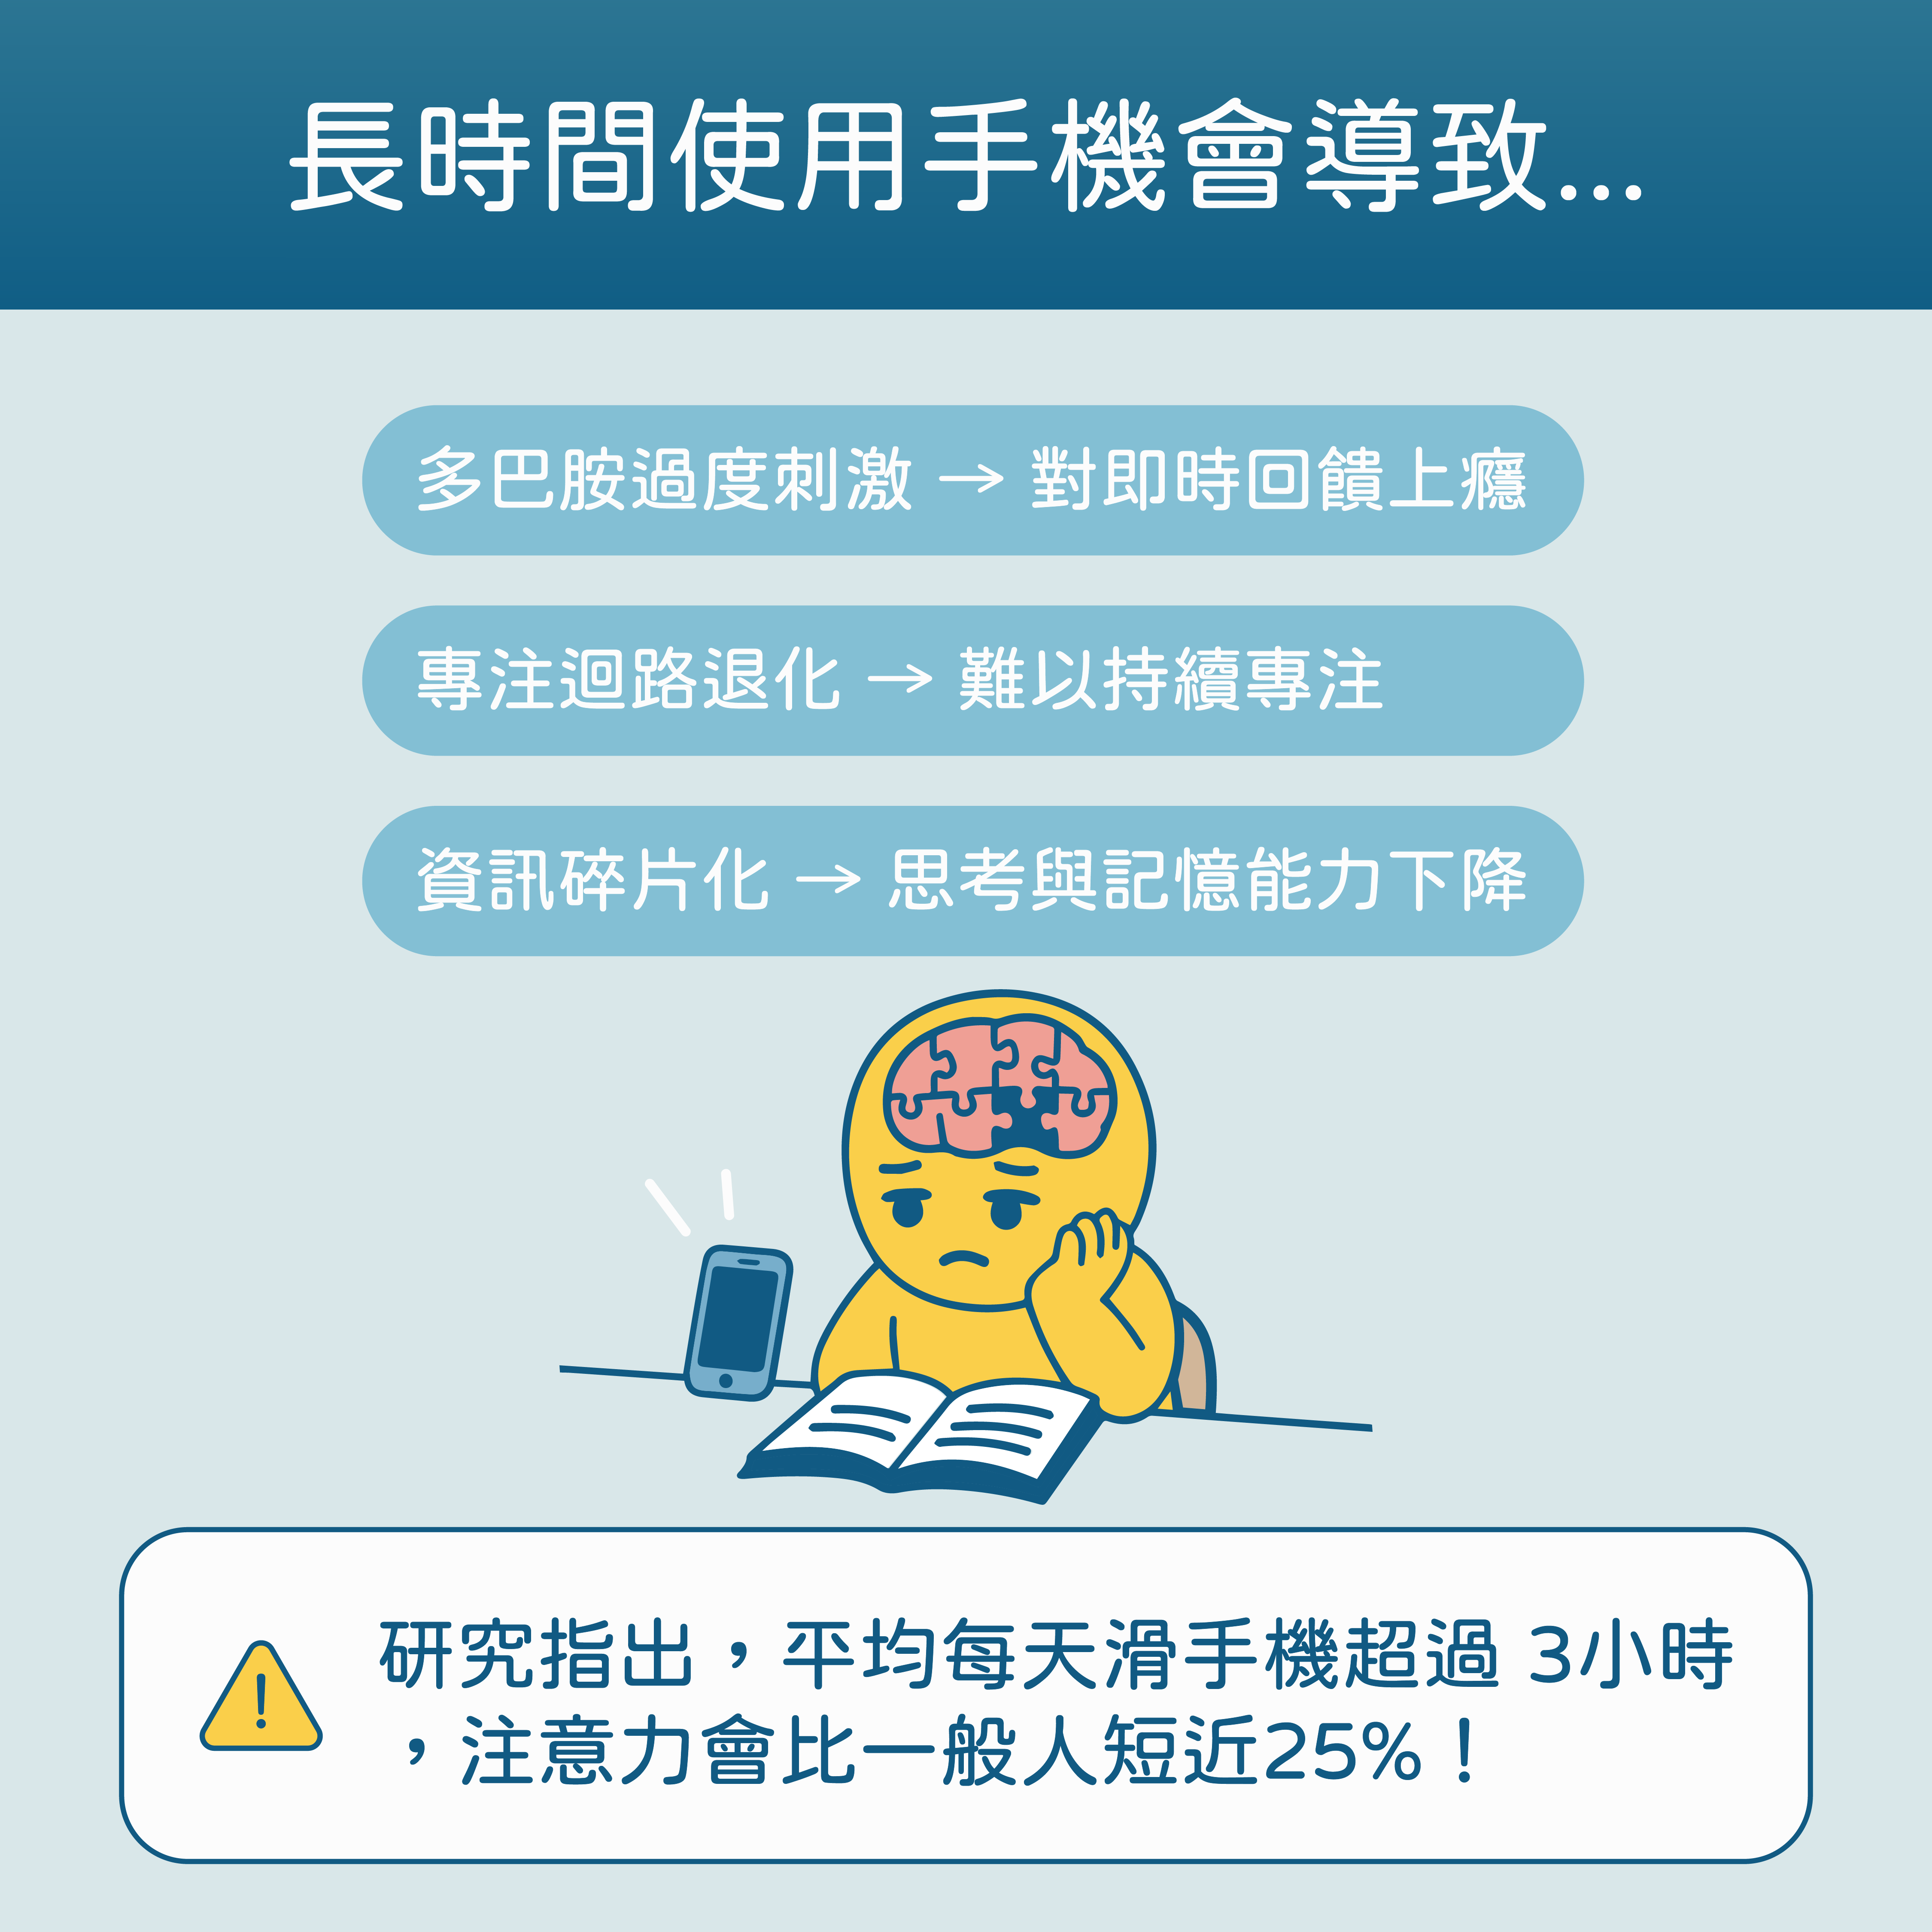 長時間使用手機會導致...
多巴胺過度刺激 → 對即時回饋上癮
專注迴路退化 → 難以持續專注
資訊碎片化 → 思考與記憶能力下降
研究指出，平均每天滑手機超過 3小時
，注意力會比一般人短近25%！